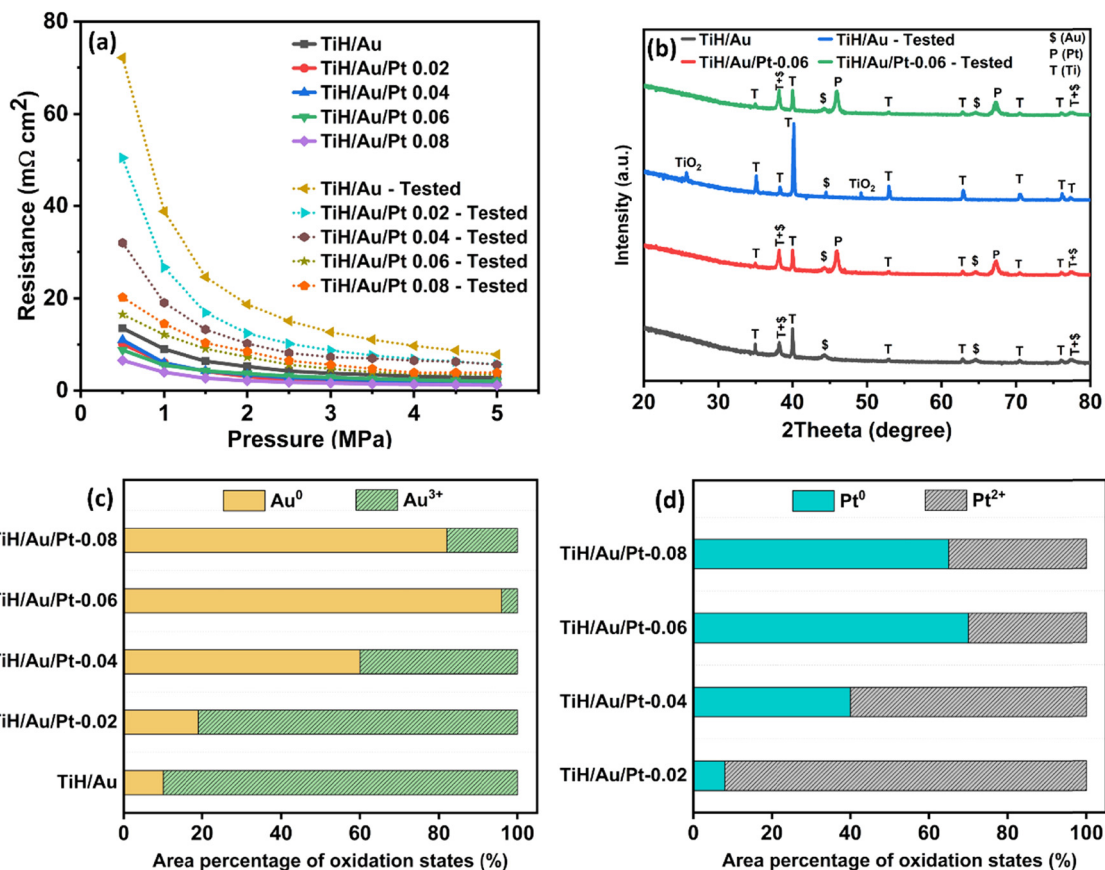 (a)
TiH/Au
TiH/Au/Pt 0.02
TiH/Au/Pt 0.04
TiH/Au/Pt 0.06
TiH/Au/Pt 0.08
TiH/Au - Tested
TiH/Au/Pt 0.02 - Tested
TiH/Au/Pt 0.04 - Tested
TiH/Au/Pt 0.06 - Tested
TiH/Au/Pt 0.08 - Tested
Resistance (mΩ cm²)
80
60
40
20
0
0 1 2 3 4 5
Pressure (MPa)
(b)
TiH/Au TiH/Au - Tested
TiH/Au/Pt-0.06 TiH/Au/Pt-0.06 - Tested
$ (Au)
P (Pt)
T (Ti)
T T+$ T $ P T T $ P T T T+$
TiO₂ T T T $ TiO₂ T T T T T
T T+$ T $ P T T $ P T T T+$
T T+$ T $ T T $ T T T+$
Intensity (a.u.)
20 30 40 50 60 70 80
2Theeta (degree)
(c)
Au⁰ Au³⁺
TiH/Au/Pt-0.08
TiH/Au/Pt-0.06
TiH/Au/Pt-0.04
TiH/Au/Pt-0.02
TiH/Au
0 20 40 60 80 100
Area percentage of oxidation states (%)
(d)
Pt⁰ Pt²⁺
TiH/Au/Pt-0.08
TiH/Au/Pt-0.06
TiH/Au/Pt-0.04
TiH/Au/Pt-0.02
0 20 40 60 80 100
Area percentage of oxidation states (%)